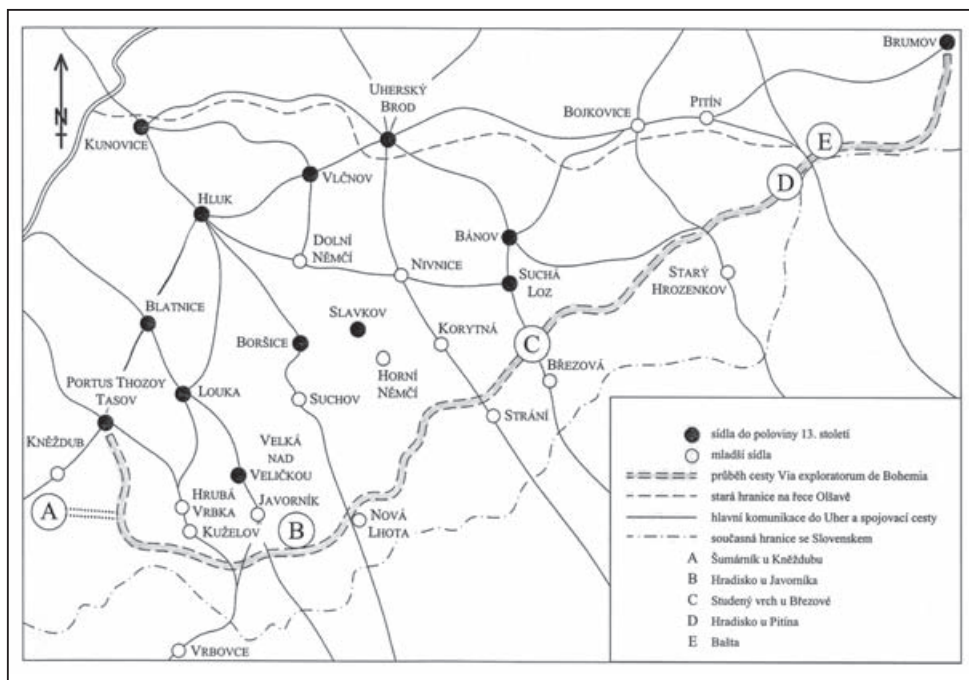 BRUMOV
N
UHERSKÝ
BROD
BOJKOVICE
PITÍN
KUNOVICE
E
VLČNOV
D
HLUK
DOLNÍ
NĚMČÍ
BÁNOV
NIVNICE
SUCHÁ
LOZ
STARÝ
HROZENKOV
BLATNICE
SLAVKOV
BORŠICE
KORYTNÁ
C
HORNÍ
NĚMČÍ
BŘEZOVÁ
PORTUS THOZOY
TASOV
LOUKA
SUCHOV
STRÁNÍ
KNĚŽDUB
VELKÁ
NAD
VELIČKOU
A
HRUBÁ
VRBKA
JAVORNÍK
B
NOVÁ
LHOTA
KUŽELOV
VRBOVCE
sídla do poloviny 13. století
mladší sídla
průběh cesty Via exploratorum de Bohemia
stará hranice na řece Olšavě
hlavní komunikace do Uher a spojovací cesty
současná hranice se Slovenskem
A Šumárník u Kněždubu
B Hradisko u Javorníka
C Studený vrch u Březové
D Hradisko u Pitína
E Bašta